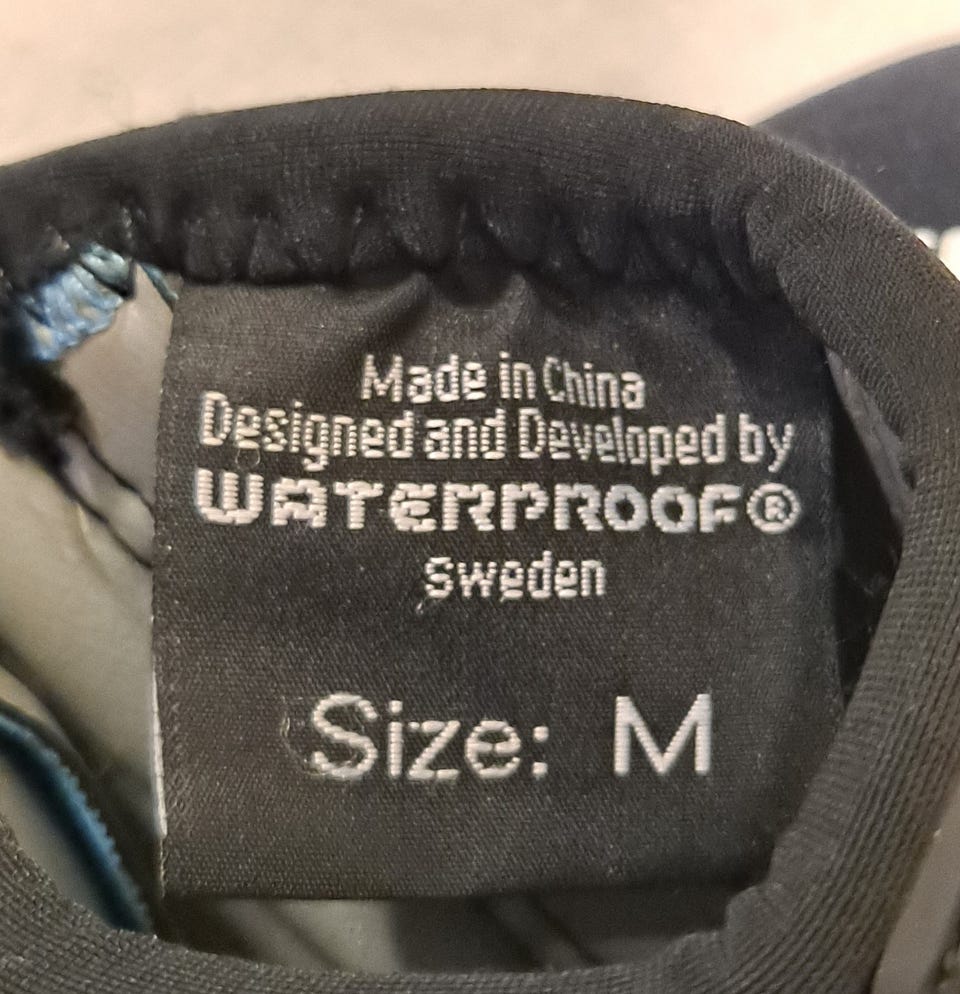 Made in China
Designed and Developed by
WATERPROOF®
Sweden
Size: M